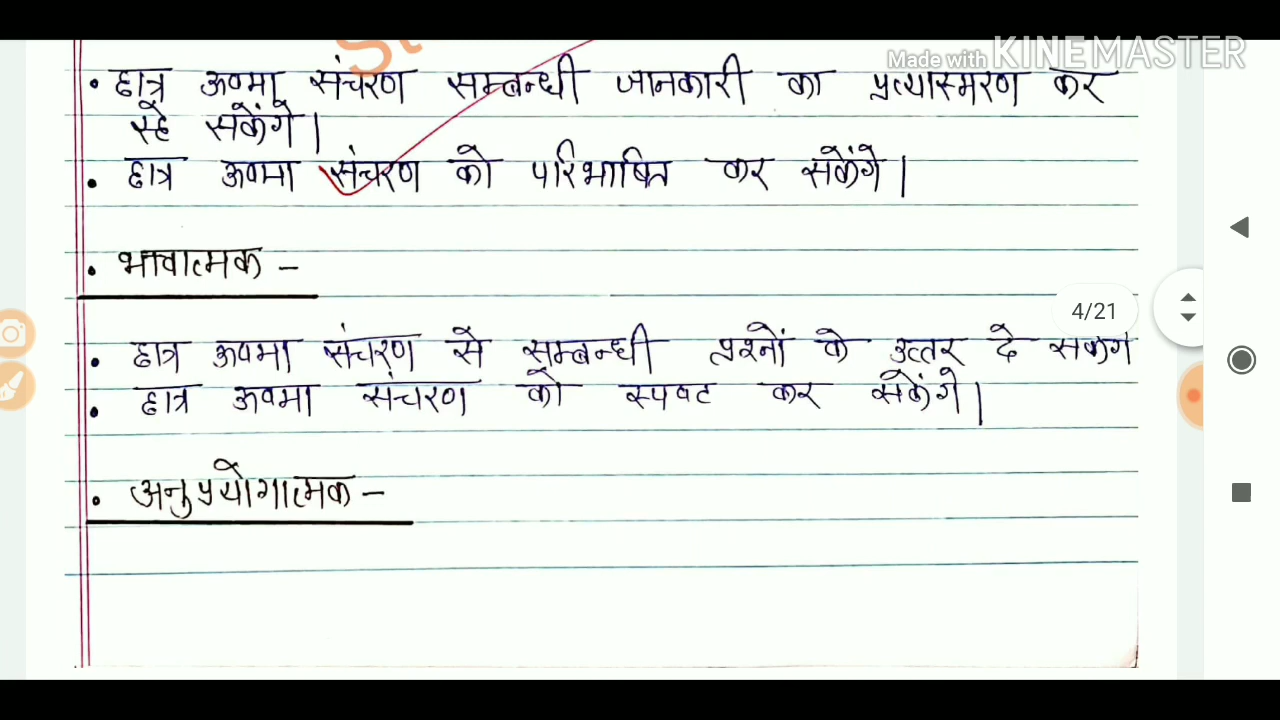 Made with KINEMASTER
• छात्र ऊष्मा संचरण सम्बन्धी जानकारी का प्रत्यास्मरण कर
सकेंगे।
• छात्र ऊष्मा संचरण को परिभाषित कर सकेंगे।
• भावात्मक -
4/21
• छात्र ऊष्मा संचरण से सम्बन्धी प्रश्नों के उत्तर दे सकेगे
• छात्र ऊष्मा संचरण को स्पष्ट कर सकेंगे।
• अनुप्रयोगात्मक -